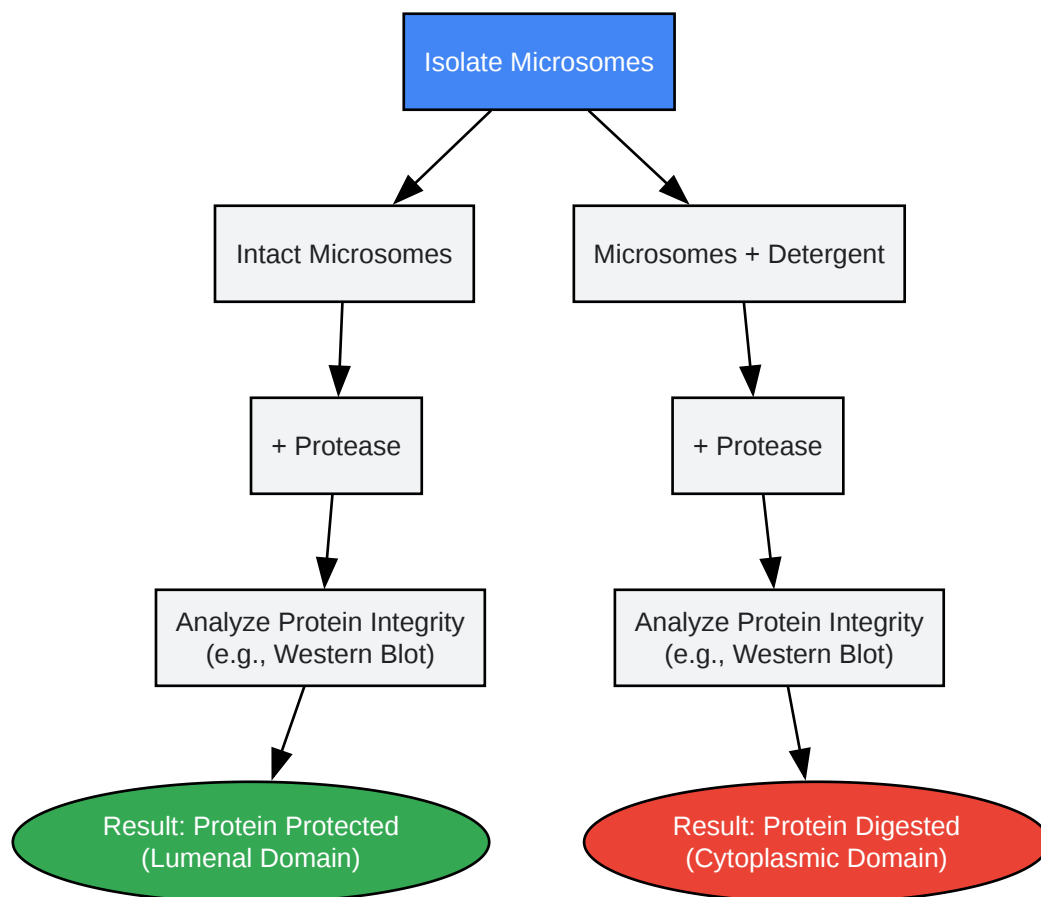 Isolate Microsomes
Intact Microsomes
Microsomes + Detergent
+ Protease
+ Protease
Analyze Protein Integrity
(e.g., Western Blot)
Analyze Protein Integrity
(e.g., Western Blot)
Result: Protein Protected
(Lumenal Domain)
Result: Protein Digested
(Cytoplasmic Domain)